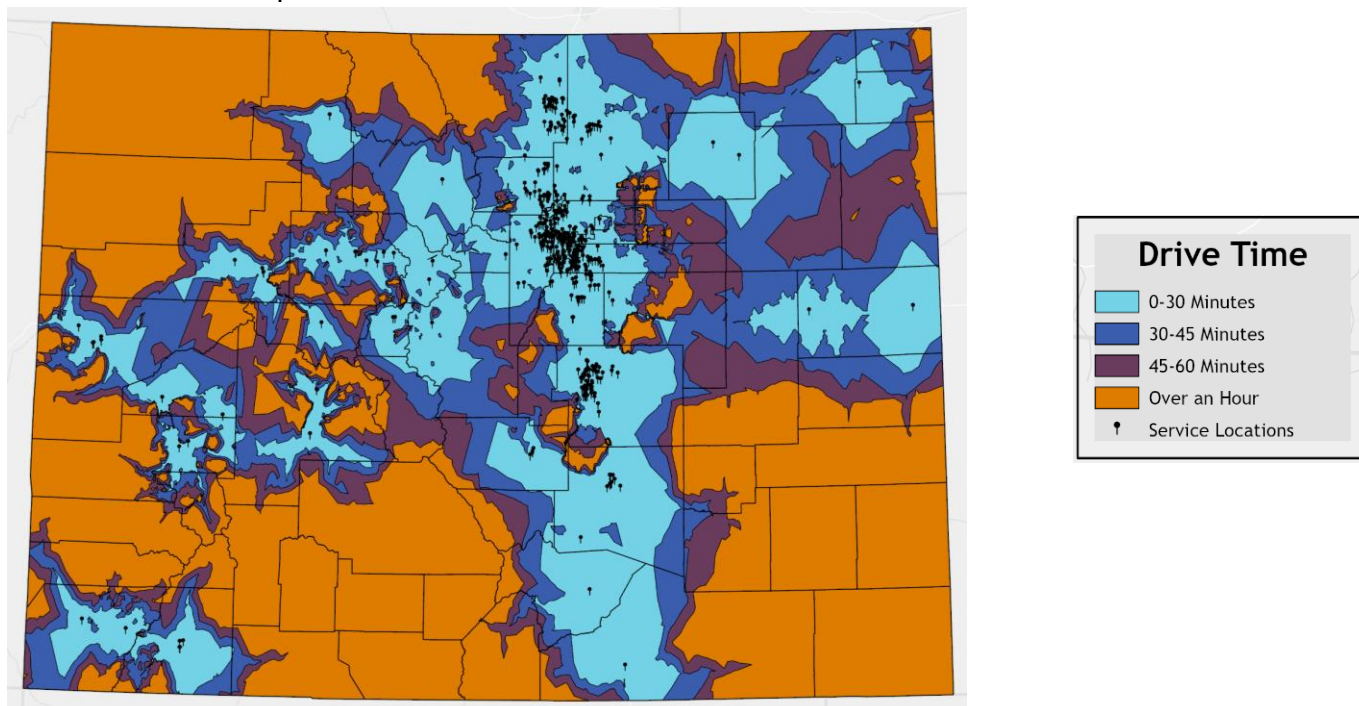 Drive Time
0-30 Minutes
30-45 Minutes
45-60 Minutes
Over an Hour
Service Locations